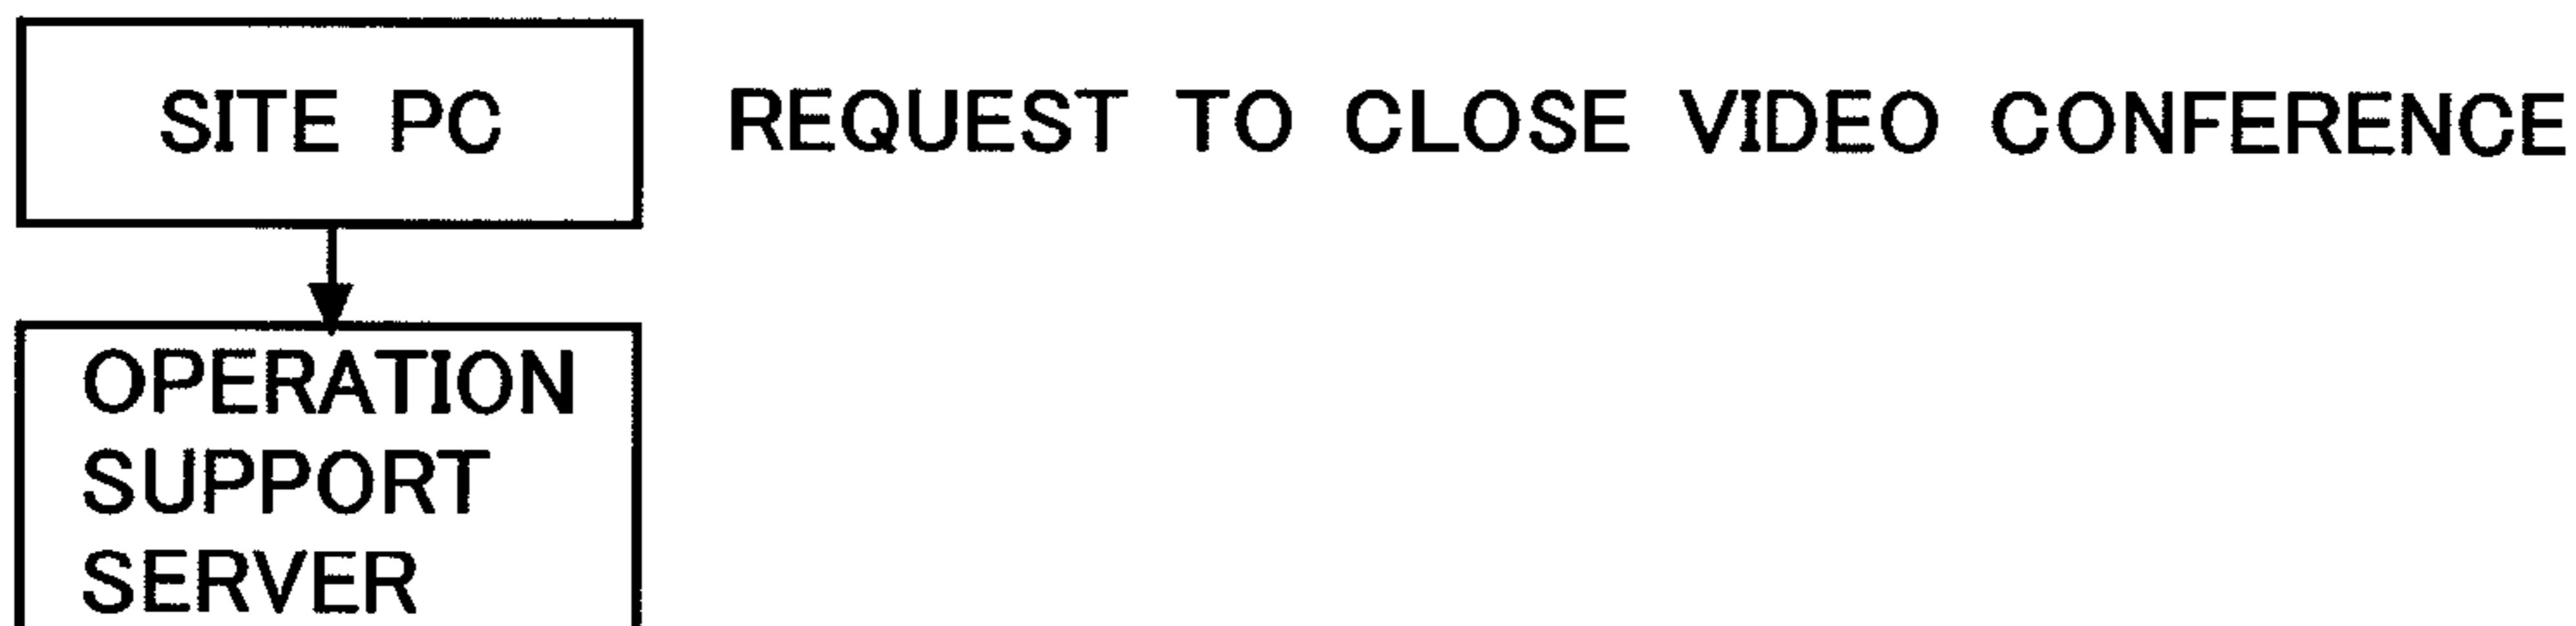 SITE PC
REQUEST TO CLOSE VIDEO CONFERENCE
OPERATION
SUPPORT
SERVER